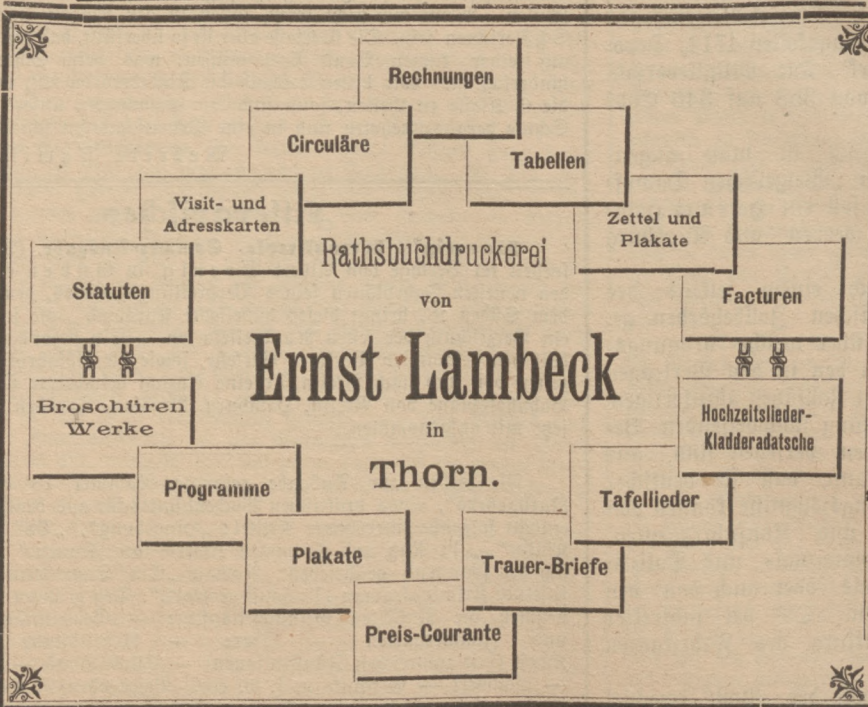 Rechnungen
Circuläre
Tabellen
Visit- und
Adresskarten
Zettel und
Plakate
Statuten
Facturen
Rathsbuchdruckerei
von
Ernst Lambeck
in
Thorn.
Broschüren
Werke
Hochzeitslieder-
Kladderadatsche
Programme
Tafellieder
Plakate
Trauer-Briefe
Preis-Courante